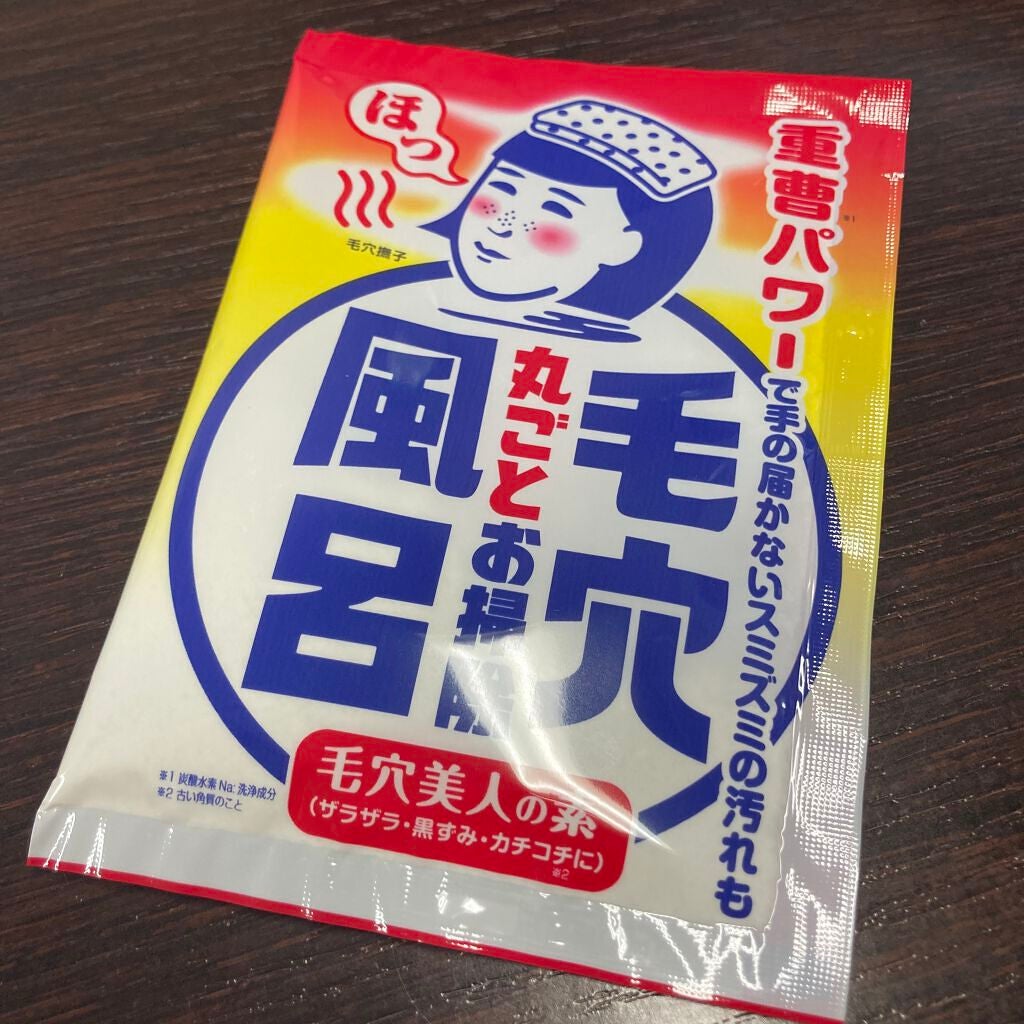 重曹パワーで手の届かないスミズミの汚れも
※1
ほっ
毛穴撫子
毛穴
丸ごとお掃除
風呂
毛穴美人の素
(ザラザラ・黒ずみ・カチコチに)
※2
※1 炭酸水素Na:洗浄成分
※2 古い角質のこと